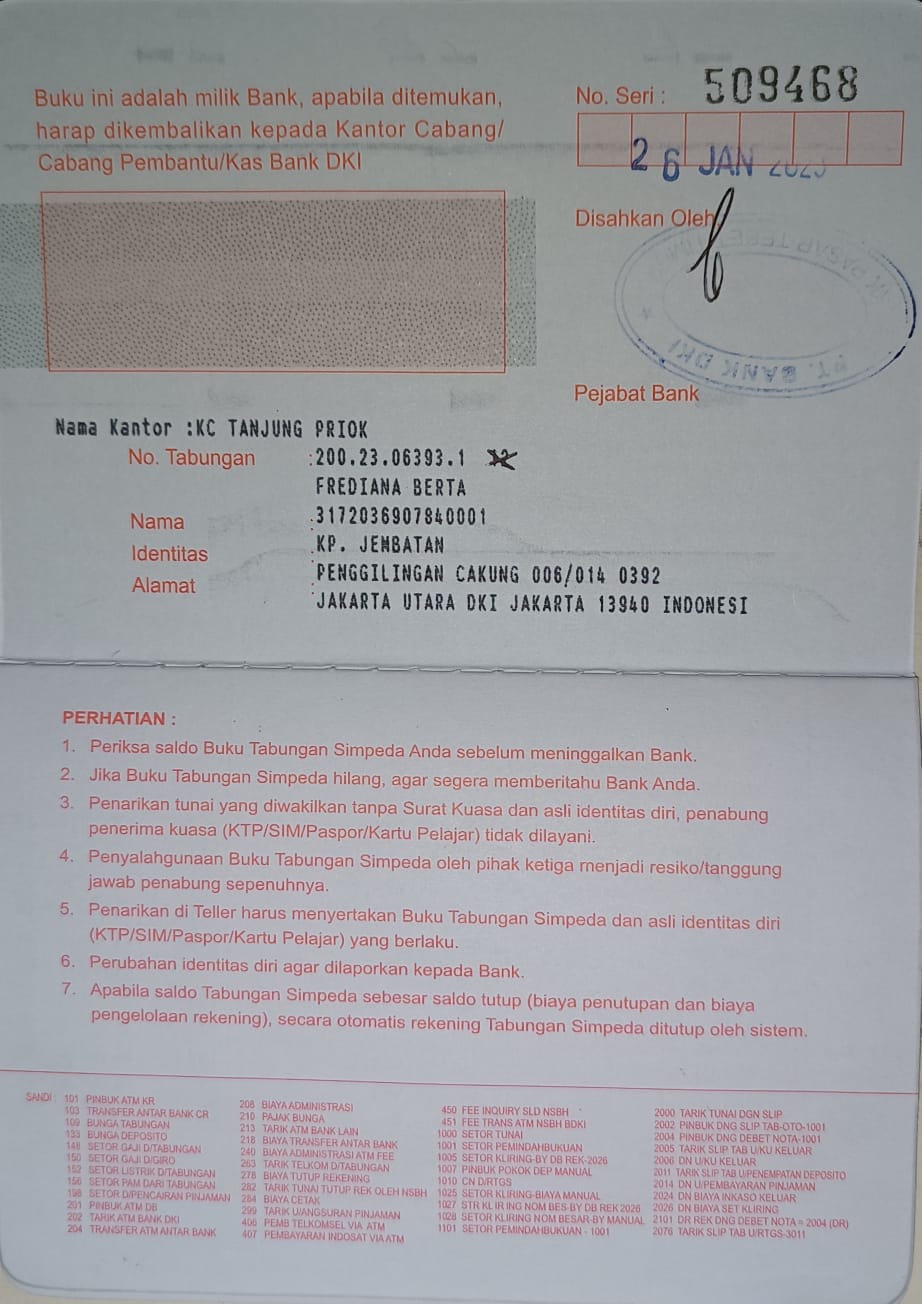 Buku ini adalah milik Bank, apabila ditemukan,
harap dikembalikan kepada Kantor Cabang/
Cabang Pembantu/Kas Bank DKI
No. Seri : 509468
26 JAN
Disahkan Oleh
PT. BANK DKI
Pejabat Bank
Nama Kantor :KC TANJUNG PRIOK
No. Tabungan :200.23.06393.1
FREDIANA BERTA
Nama :3172036907840001
Identitas :KP. JEMBATAN
Alamat :PENGGILINGAN CAKUNG 006/014 0392
JAKARTA UTARA DKI JAKARTA 13940 INDONESI
PERHATIAN :
1. Periksa saldo Buku Tabungan Simpeda Anda sebelum meninggalkan Bank.
2. Jika Buku Tabungan Simpeda hilang, agar segera memberitahu Bank Anda.
3. Penarikan tunai yang diwakilkan tanpa Surat Kuasa dan asli identitas diri, penabung
penerima kuasa (KTP/SIM/Paspor/Kartu Pelajar) tidak dilayani.
4. Penyalahgunaan Buku Tabungan Simpeda oleh pihak ketiga menjadi resiko/tanggung
jawab penabung sepenuhnya.
5. Penarikan di Teller harus menyertakan Buku Tabungan Simpeda dan asli identitas diri
(KTP/SIM/Paspor/Kartu Pelajar) yang berlaku.
6. Perubahan identitas diri agar dilaporkan kepada Bank.
7. Apabila saldo Tabungan Simpeda sebesar saldo tutup (biaya penutupan dan biaya
pengelolaan rekening), secara otomatis rekening Tabungan Simpeda ditutup oleh sistem.
SANDI : 101 PINBUK ATM KR
103 TRANSFER ANTAR BANK CR
109 BUNGA TABUNGAN
133 BUNGA DEPOSITO
148 SETOR GAJI D/TABUNGAN
150 SETOR GAJI D/GIRO
152 SETOR LISTRIK D/TABUNGAN
156 SETOR PAM DARI TABUNGAN
198 SETOR D/PENCAIRAN PINJAMAN
201 PINBUK ATM DB
202 TARIK ATM BANK DKI
204 TRANSFER ATM ANTAR BANK
208 BIAYA ADMINISTRASI
210 PAJAK BUNGA
213 TARIK ATM BANK LAIN
218 BIAYA TRANSFER ANTAR BANK
240 BIAYA ADMINISTRASI ATM FEE
263 TARIK TELKOM D/TABUNGAN
278 BIAYA TUTUP REKENING
282 TARIK TUNAI TUTUP REK OLEH NSBH
284 BIAYA CETAK
299 TARIK U/ANGSURAN PINJAMAN
406 PEMB TELKOMSEL VIA ATM
407 PEMBAYARAN INDOSAT VIA ATM
450 FEE INQUIRY SLD NSBH
451 FEE TRANS ATM NSBH BDKI
1000 SETOR TUNAI
1001 SETOR PEMINDAHBUKUAN
1005 SETOR KLIRING-BY DB REK-2026
1007 PINBUK POKOK DEP MANUAL
1010 CN D/RTGS
1025 SETOR KLIRING-BIAYA MANUAL
1027 STR KLIRING NOM BES-BY DB REK 2026
1028 SETOR KLIRING NOM BESAR-BY MANUAL
1101 SETOR PEMINDAHBUKUAN - 1001
2000 TARIK TUNAI DGN SLIP
2002 PINBUK DNG SLIP TAB-OTO-1001
2004 PINBUK DNG DEBET NOTA-1001
2005 TARIK SLIP TAB U/KU KELUAR
2006 DN U/KU KELUAR
2011 TARIK SLIP TAB U/PENEMPATAN DEPOSITO
2014 DN U/PEMBAYARAN PINJAMAN
2024 DN BIAYA INKASO KELUAR
2026 DN BIAYA SET KLIRING
2101 DR REK DNG DEBET NOTA = 2004 (DR)
2076 TARIK SLIP TAB U/RTGS-3011